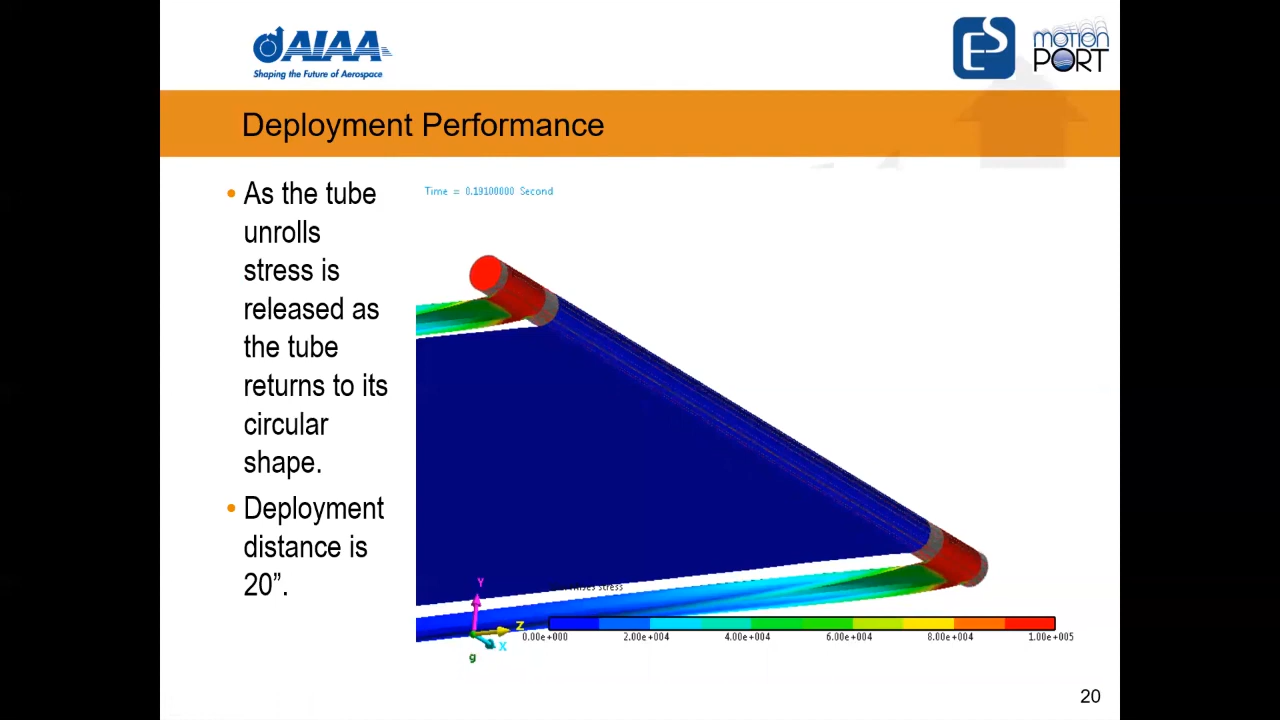 AIAA
Shaping the Future of Aerospace
ES
motion
PORT
Deployment Performance
• As the tube
unrolls
stress is
released as
the tube
returns to its
circular
shape.
• Deployment
distance is
20”.
Time = 0.19100000 Second
stress
Y
Z
X
g
0.00e+000 2.00e+004 4.00e+004 6.00e+004 8.00e+004 1.00e+005
20